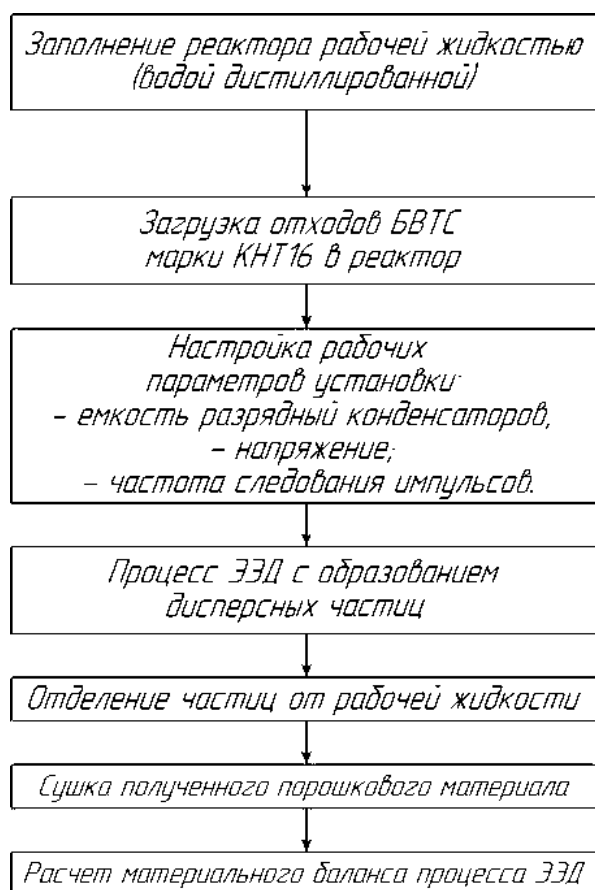 Заполнение реактора рабочей жидкостью
(водой дистиллированной)
Загрузка отходов БВТС
марки КНТ16 в реактор
Настройка рабочих
параметров установки:
– емкость разрядный конденсаторов,
– напряжение;
– частота следования импульсов.
Процесс ЭЭД с образованием
дисперсных частиц
Отделение частиц от рабочей жидкости
Сушка полученного порошкового материала
Расчет материального баланса процесса ЭЭД